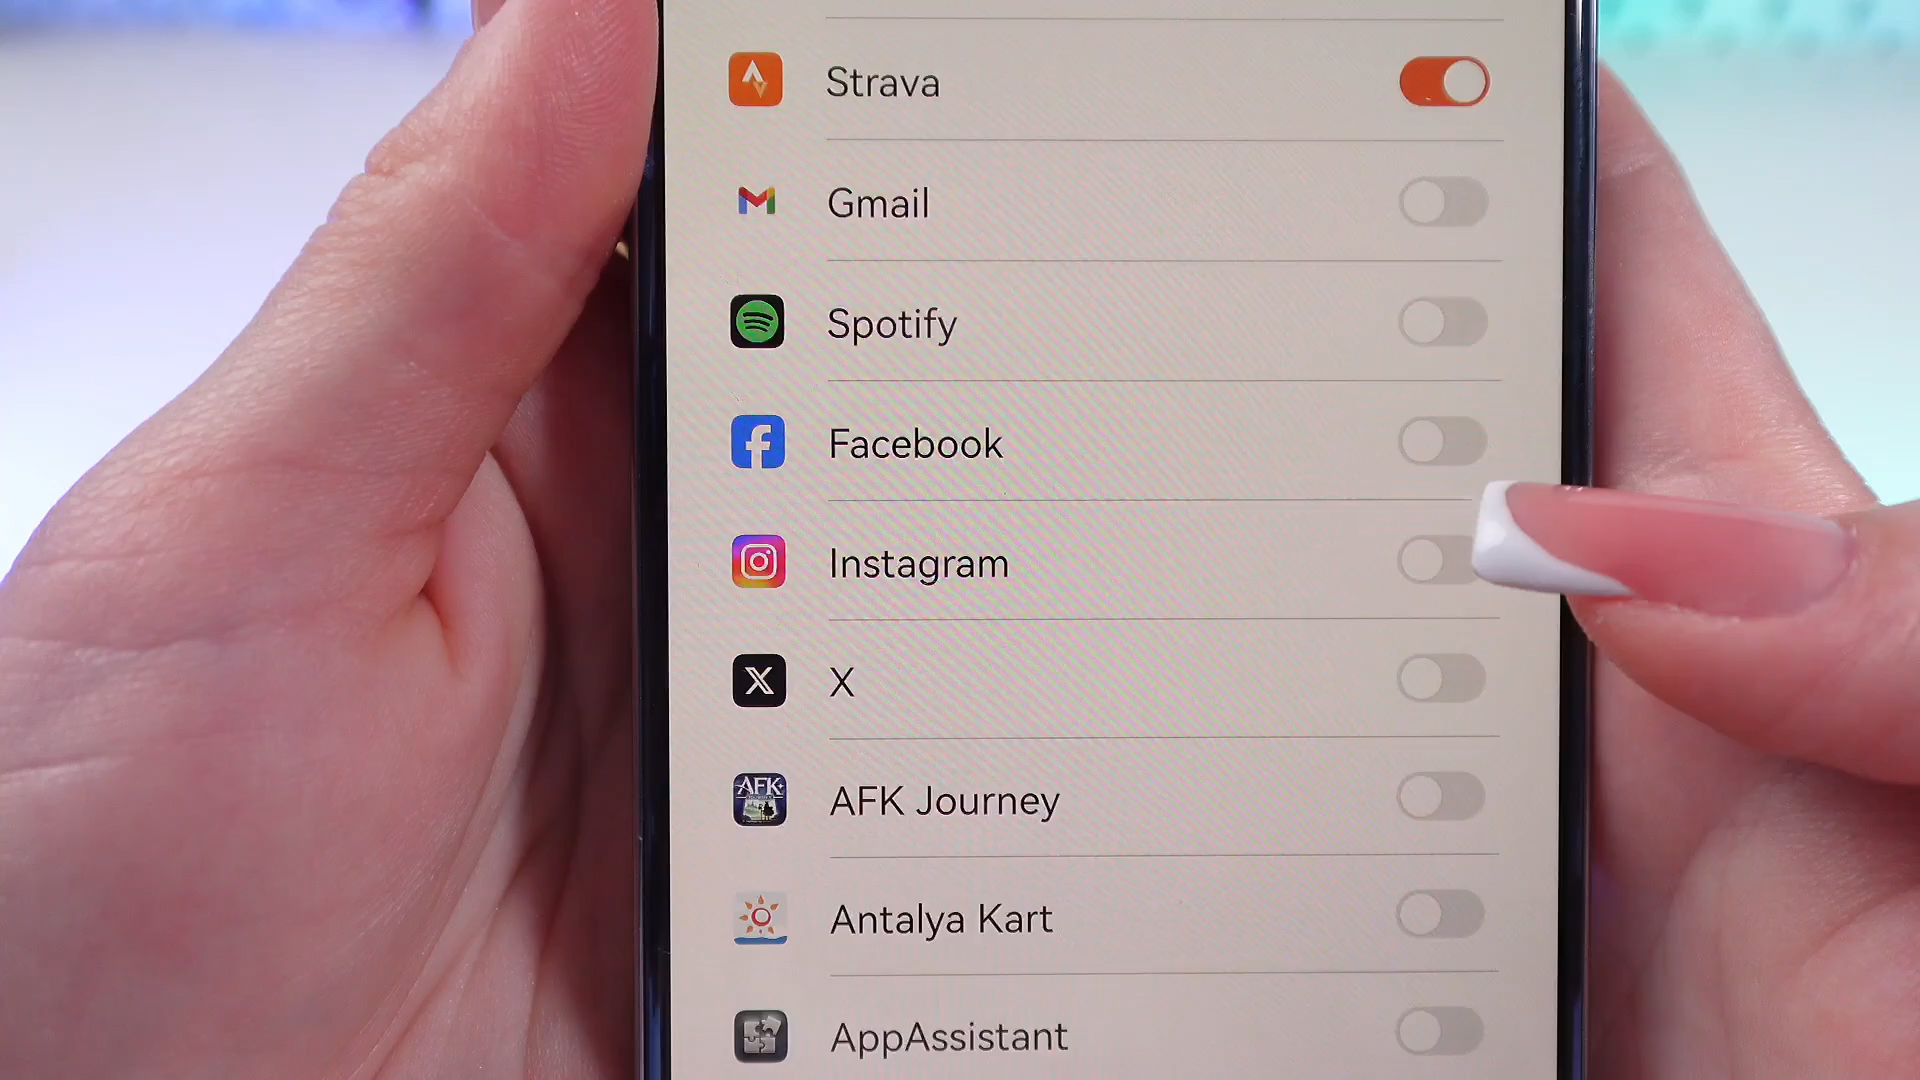 Strava
Gmail
Spotify
Facebook
Instagram
X
AFK Journey
Antalya Kart
AppAssistant